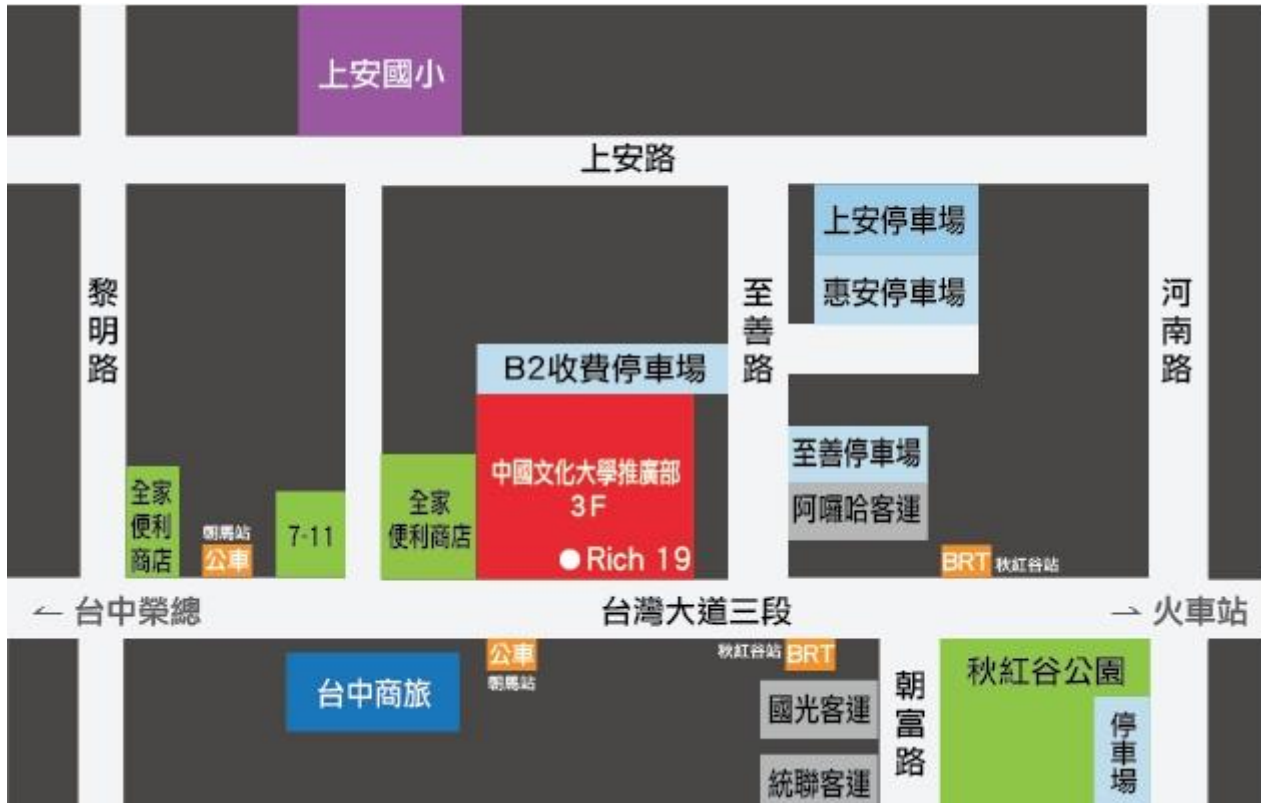 上安國小
上安路
上安停車場
惠安停車場
黎明路
至善路
河南路
B2收費停車場
至善停車場
阿囉哈客運
中國文化大學推廣部
3F
Rich 19
全家
便利商店
全家
便利
商店
朝馬站
公車
7-11
BRT 秋紅谷站
← 台中榮總
台灣大道三段
→ 火車站
公車
朝馬站
秋紅谷站 BRT
台中商旅
國光客運
統聯客運
朝富路
秋紅谷公園
停車場